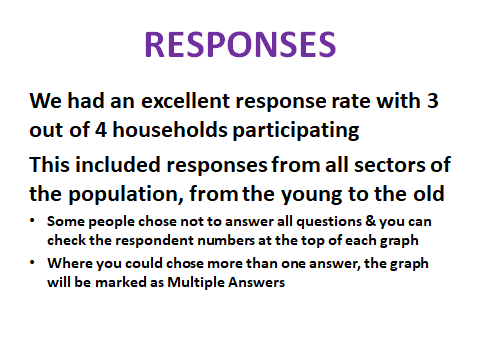 RESPONSES
We had an excellent response rate with 3
out of 4 households participating
This included responses from all sectors of
the population, from the young to the old
• Some people chose not to answer all questions & you can
check the respondent numbers at the top of each graph
• Where you could chose more than one answer, the graph
will be marked as Multiple Answers